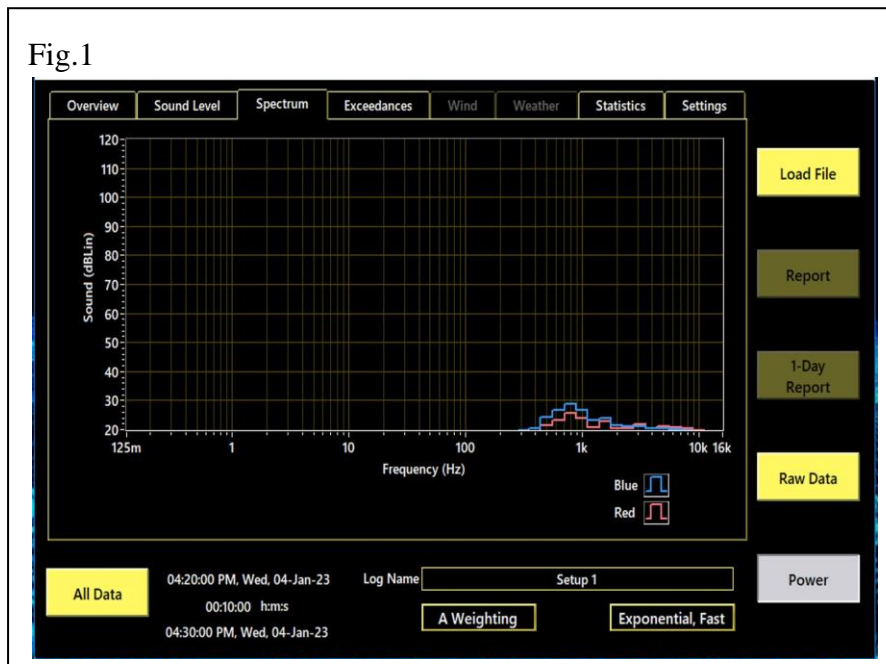 Fig.1
Overview Sound Level Spectrum Exceedances Wind Weather Statistics Settings
120
110
100
90
80
70
60
50
40
30
20
Sound (dBLin)
125m 1 10 100 1k 10k 16k
Frequency (Hz)
Blue
Red
Load File
Report
1-Day
Report
Raw Data
Power
All Data
04:20:00 PM, Wed, 04-Jan-23
00:10:00 h:m:s
04:30:00 PM, Wed, 04-Jan-23
Log Name Setup 1
A Weighting Exponential, Fast